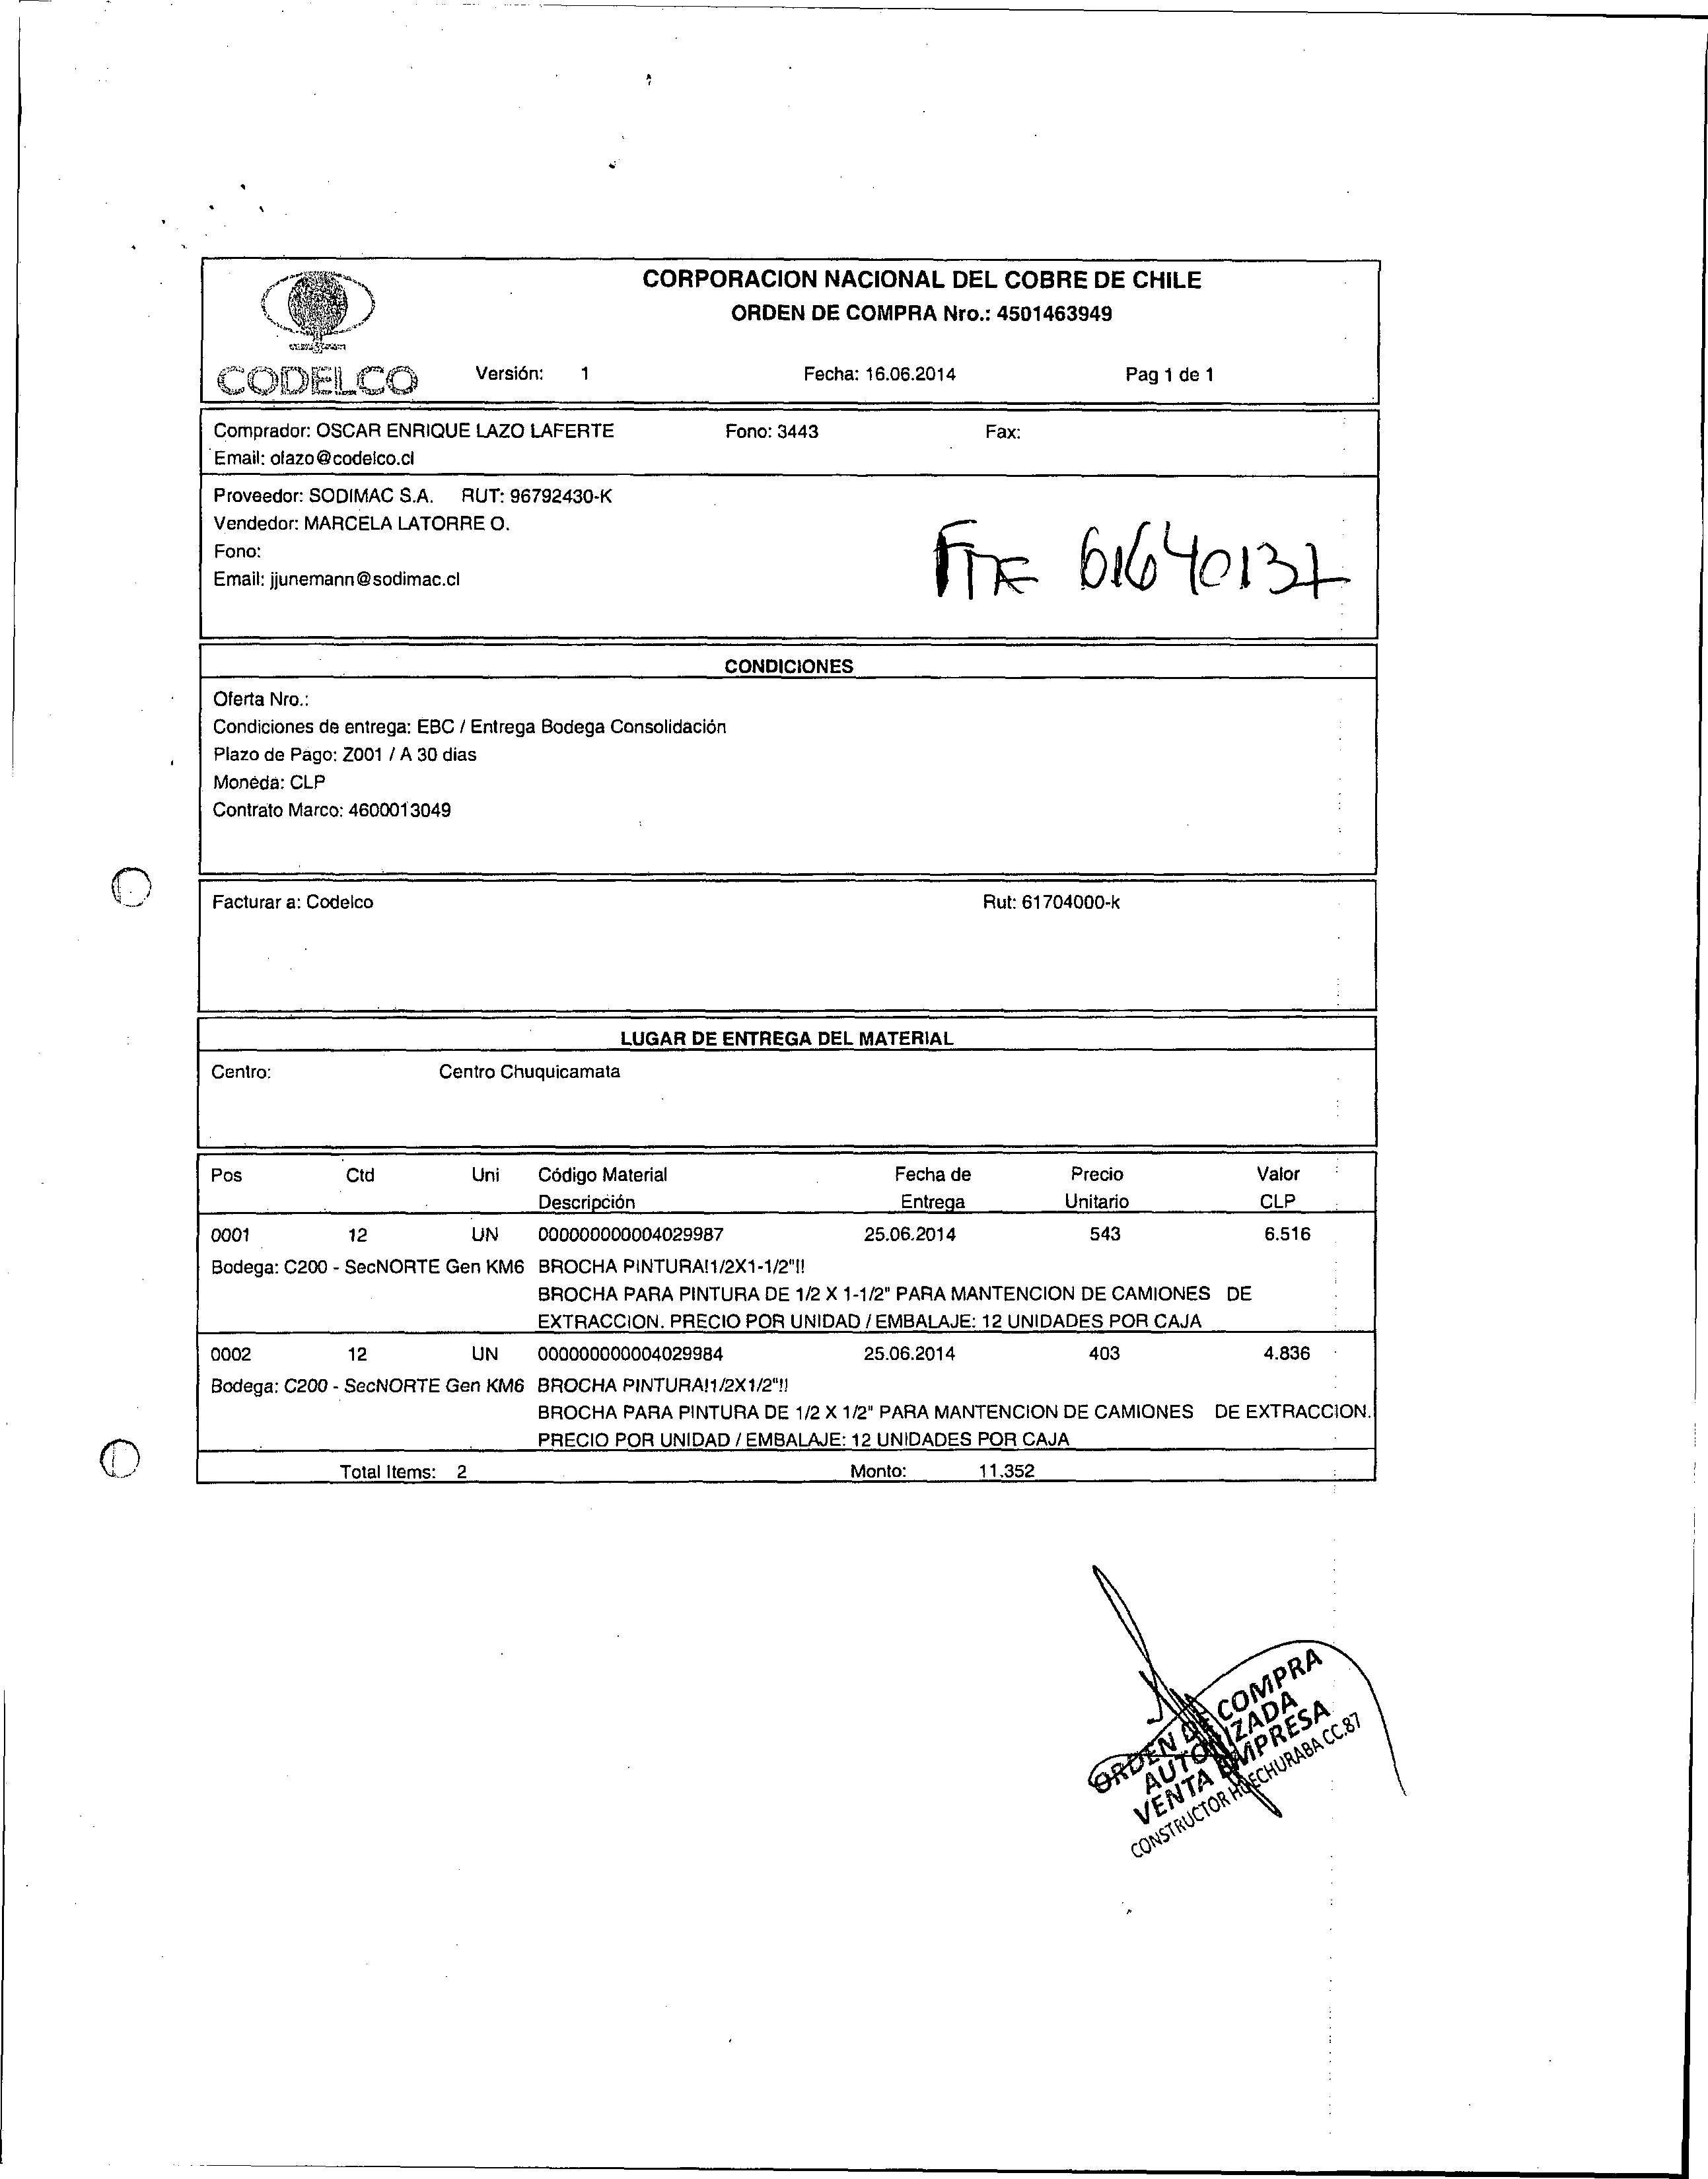 CORPORACION NACIONAL DEL COBRE DE CHILE
ORDEN DE COMPRA Nro.: 4501463949
CODELCO
Versión: 1 Fecha: 16.06.2014 Pag 1 de 1
Comprador: OSCAR ENRIQUE LAZO LAFERTE Fono: 3443 Fax:
Email: olazo@codelco.cl
Proveedor: SODIMAC S.A. RUT: 96792430-K
Vendedor: MARCELA LATORRE O.
Fono:
Email: jjunemann@sodimac.cl
61640137
CONDICIONES
Oferta Nro.:
Condiciones de entrega: EBC / Entrega Bodega Consolidación
Plazo de Pago: Z001 / A 30 dias
Moneda: CLP
Contrato Marco: 4600013049
Facturar a: Codelco Rut: 61704000-k
LUGAR DE ENTREGA DEL MATERIAL
Centro: Centro Chuquicamata
Pos Ctd Uni Código Material Fecha de Precio Valor
Descripción Entrega Unitario CLP
0001 12 UN 000000000004029987 25.06.2014 543 6.516
Bodega: C200 - SecNORTE Gen KM6 BROCHA PINTURA!1/2X1-1/2"!!
BROCHA PARA PINTURA DE 1/2 X 1-1/2" PARA MANTENCION DE CAMIONES DE
EXTRACCION. PRECIO POR UNIDAD / EMBALAJE: 12 UNIDADES POR CAJA
0002 12 UN 000000000004029984 25.06.2014 403 4.836
Bodega: C200 - SecNORTE Gen KM6 BROCHA PINTURA!1/2X1/2"!!
BROCHA PARA PINTURA DE 1/2 X 1/2" PARA MANTENCION DE CAMIONES DE EXTRACCION.
PRECIO POR UNIDAD / EMBALAJE: 12 UNIDADES POR CAJA
Total Items: 2 Monto: 11.352
ORDEN DE COMPRA
AUTORIZADA
VENTA EMPRESA
CONSTRUCTOR HUECHURABA CC.87